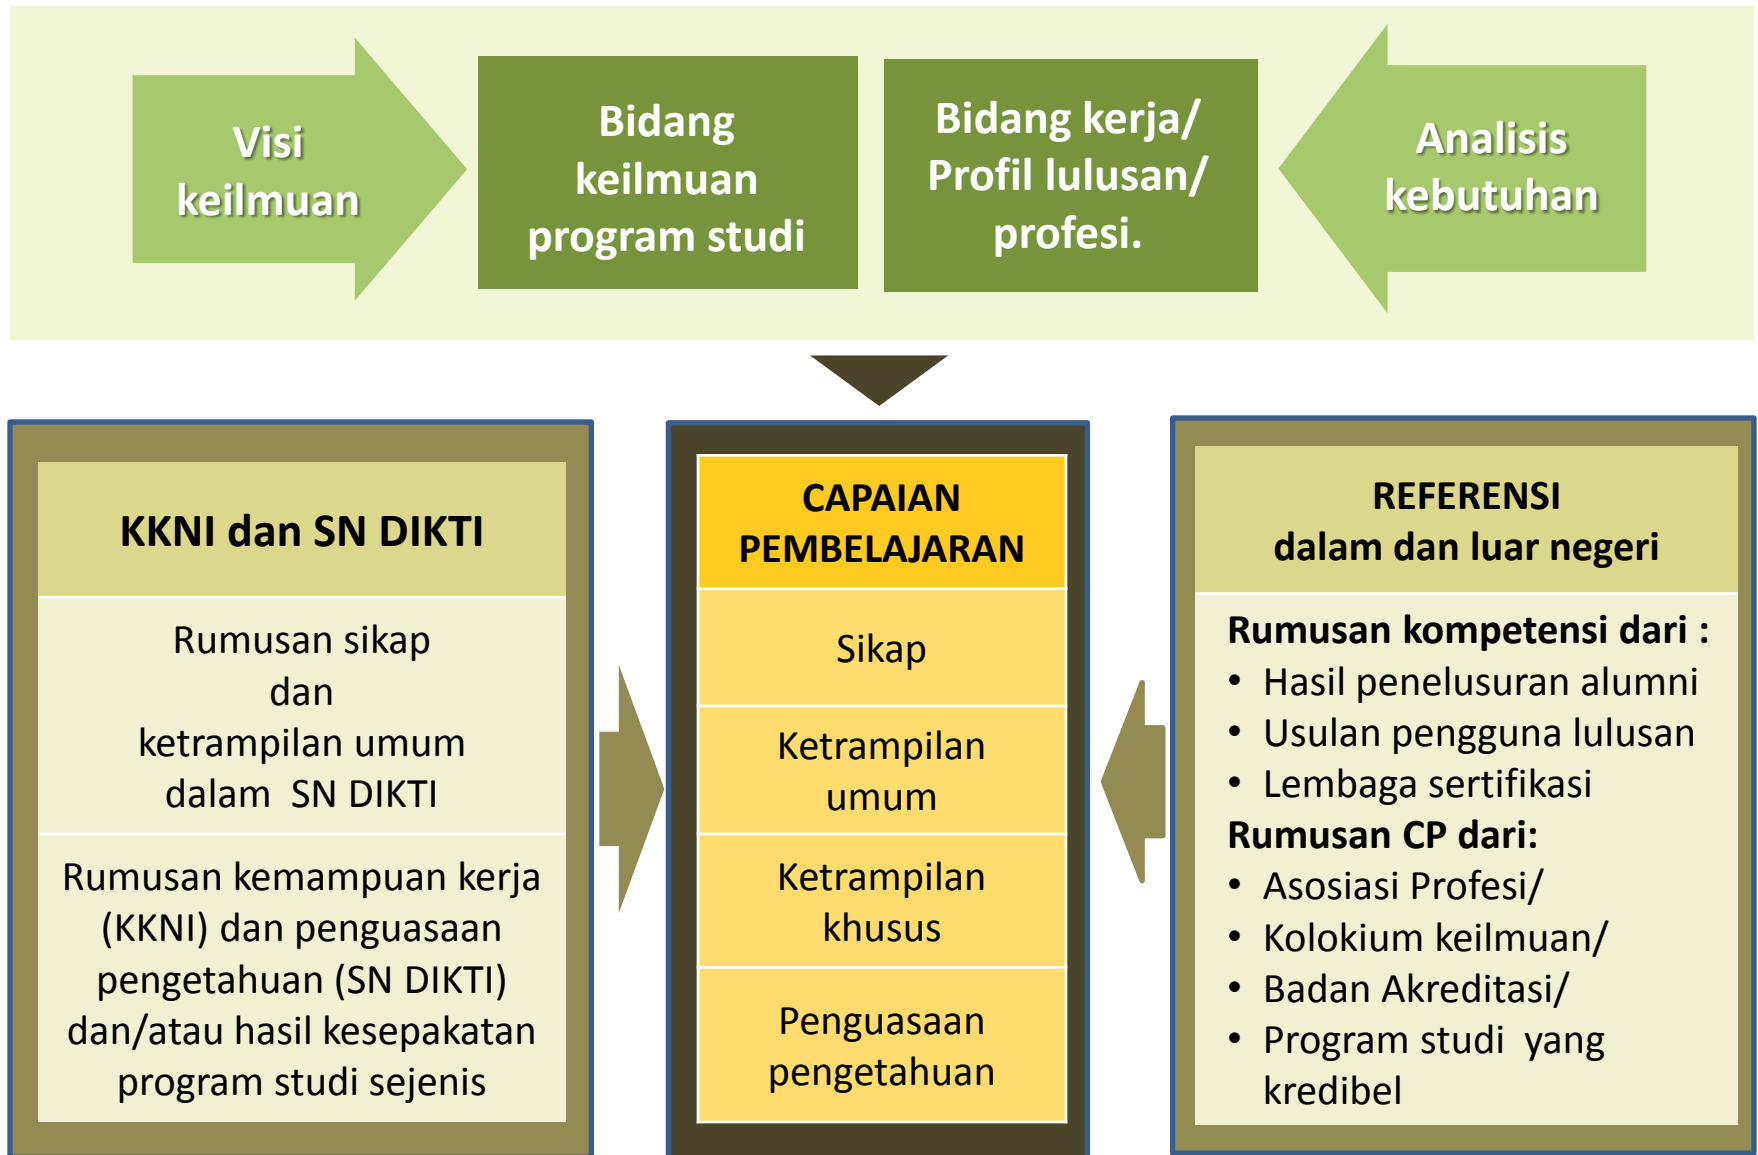 Visi
keilmuan
Bidang
keilmuan
program studi
Bidang kerja/
Profil lulusan/
profesi.
Analisis
kebutuhan
KKNI dan SN DIKTI
Rumusan sikap
dan
ketrampilan umum
dalam SN DIKTI
Rumusan kemampuan kerja
(KKNI) dan penguasaan
pengetahuan (SN DIKTI)
dan/atau hasil kesepakatan
program studi sejenis
CAPAIAN
PEMBELAJARAN
Sikap
Ketrampilan
umum
Ketrampilan
khusus
Penguasaan
pengetahuan
REFERENSI
dalam dan luar negeri
Rumusan kompetensi dari :
• Hasil penelusuran alumni
• Usulan pengguna lulusan
• Lembaga sertifikasi
Rumusan CP dari:
• Asosiasi Profesi/
• Kolokium keilmuan/
• Badan Akreditasi/
• Program studi yang
kredibel